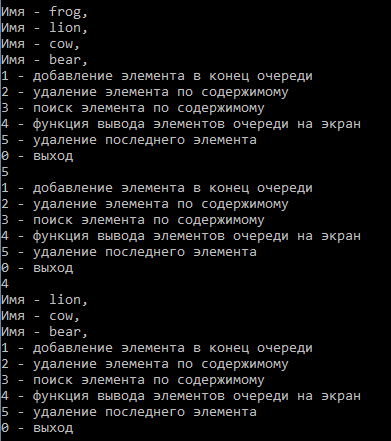 Имя - frog,
Имя - lion,
Имя - cow,
Имя - bear,
1 - добавление элемента в конец очереди
2 - удаление элемента по содержимому
3 - поиск элемента по содержимому
4 - функция вывода элементов очереди на экран
5 - удаление последнего элемента
0 - выход
5
1 - добавление элемента в конец очереди
2 - удаление элемента по содержимому
3 - поиск элемента по содержимому
4 - функция вывода элементов очереди на экран
5 - удаление последнего элемента
0 - выход
4
Имя - lion,
Имя - cow,
Имя - bear,
1 - добавление элемента в конец очереди
2 - удаление элемента по содержимому
3 - поиск элемента по содержимому
4 - функция вывода элементов очереди на экран
5 - удаление последнего элемента
0 - выход